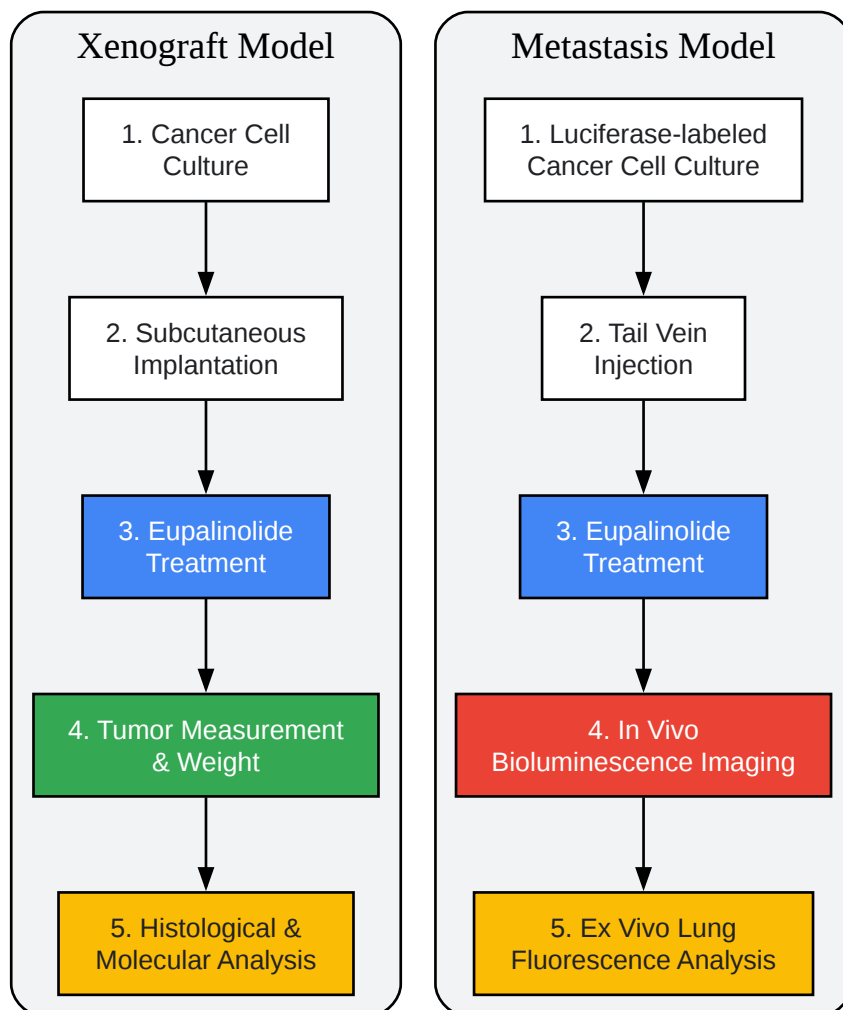 Xenograft Model
1. Cancer Cell
Culture
2. Subcutaneous
Implantation
3. Eupalinolide
Treatment
4. Tumor Measurement
& Weight
5. Histological &
Molecular Analysis
Metastasis Model
1. Luciferase-labeled
Cancer Cell Culture
2. Tail Vein
Injection
3. Eupalinolide
Treatment
4. In Vivo
Bioluminescence Imaging
5. Ex Vivo Lung
Fluorescence Analysis